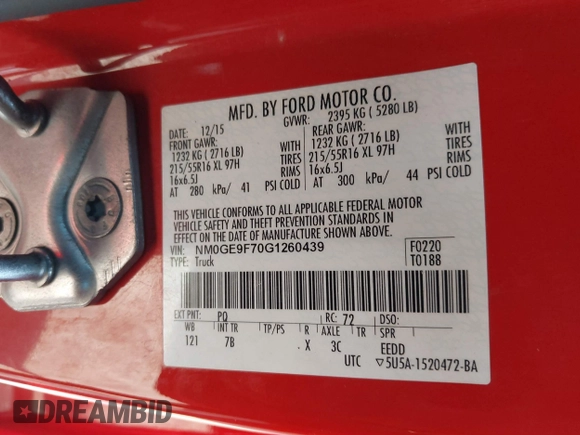 MFD. BY FORD MOTOR CO.
DATE: 12/15 GVWR: 2395 KG ( 5280 LB)
FRONT GAWR: REAR GAWR:
1232 KG ( 2716 LB) WITH 1232 KG ( 2716 LB) WITH
215/55R16 XL 97H TIRES 215/55R16 XL 97H TIRES
16x6.5J RIMS 16x6.5J RIMS
AT 280 kPa/ 41 PSI COLD AT 300 kPa/ 44 PSI COLD
THIS VEHICLE CONFORMS TO ALL APPLICABLE FEDERAL MOTOR
VEHICLE SAFETY AND THEFT PREVENTION STANDARDS IN
EFFECT ON THE DATE OF MANUFACTURE SHOWN ABOVE.
VIN: NM0GE9F70G1260439 F0220
TYPE: Truck T0188
EXT PNT: PQ RC: 72 DSO:
WB INT TR TP/PS R AXLE TR SPR
121 7B . X 3C EEDD
UTC ▽5U5A-1520472-BA
DREAMBID